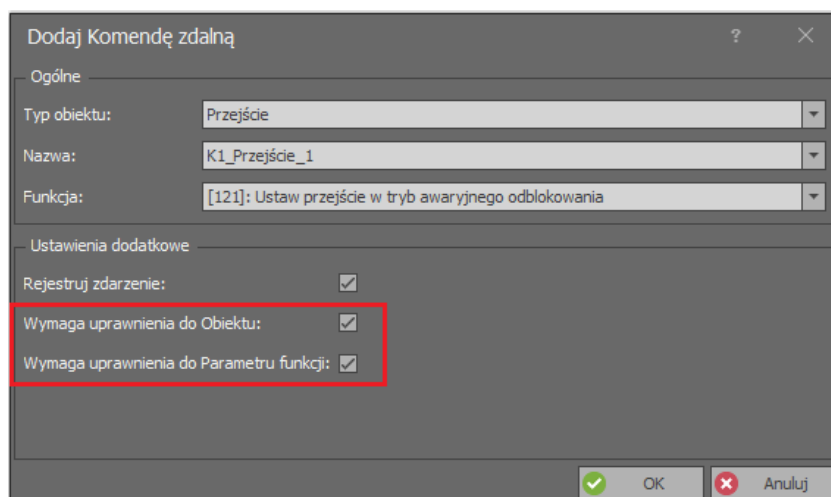 Dodaj Komendę zdalną ?
Ogólne
Typ obiektu: Przejście
Nazwa: K1_Przejście_1
Funkcja: [121]: Ustaw przejście w tryb awaryjnego odblokowania
Ustawienia dodatkowe
Rejestruj zdarzenie:
Wymaga uprawnienia do Obiektu:
Wymaga uprawnienia do Parametru funkcji:
OK Anuluj